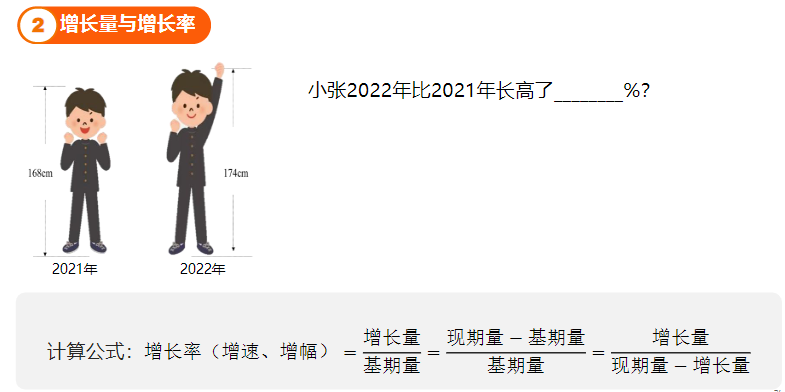 2 增长量与增长率
小张2022年比2021年长高了________%?
168cm
174cm
2021年
2022年
计算公式：增长率（增速、增幅）= 增长量/基期量 = 现期量 − 基期量/基期量 = 增长量/现期量 − 增长量